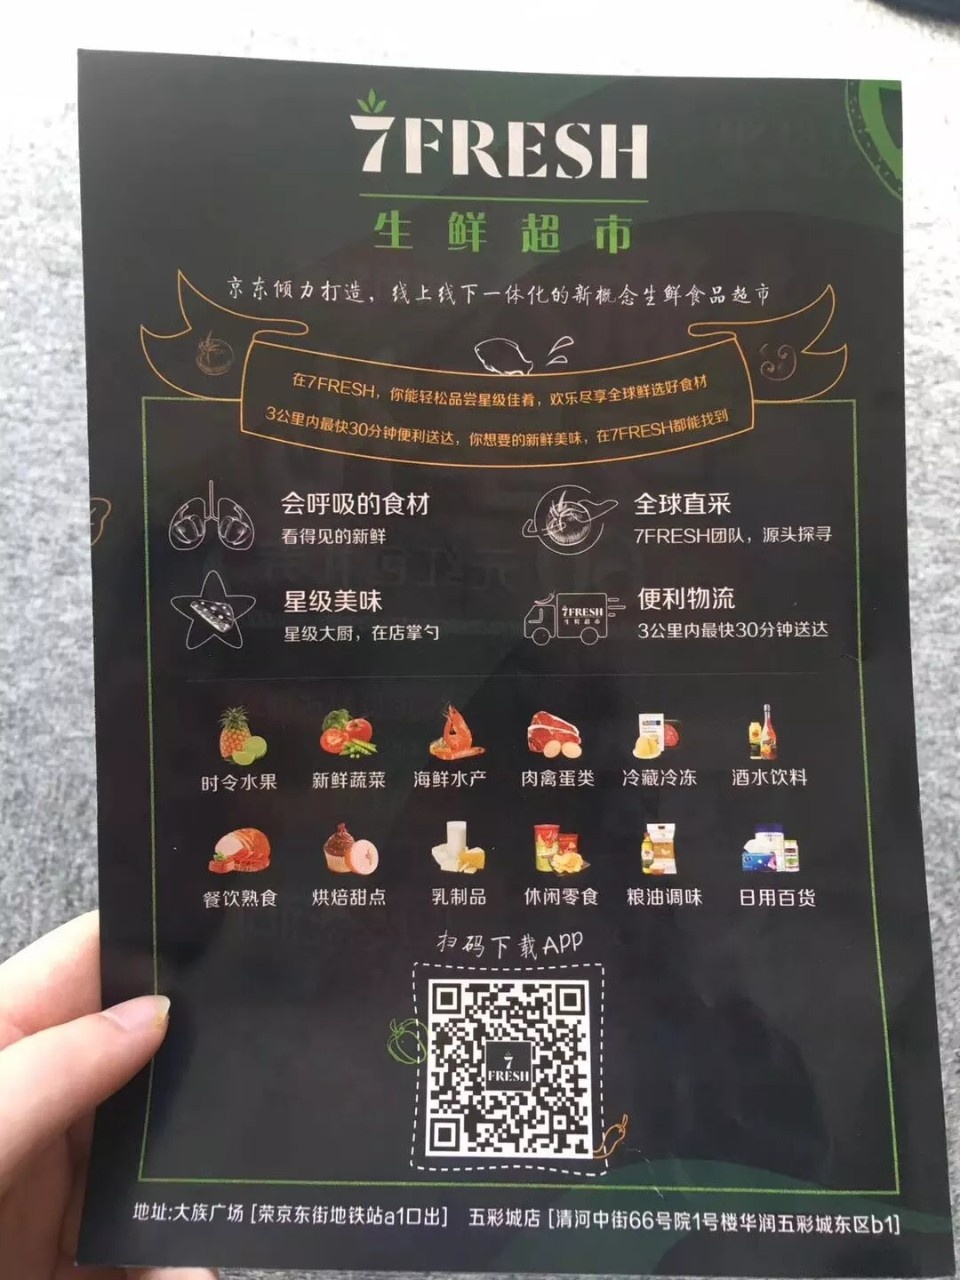 7FRESH
生鲜超市
京东倾力打造，线上线下一体化的新概念生鲜食品超市
在7FRESH，你能轻松品尝星级佳肴，欢乐尽享全球鲜选好食材
3公里内最快30分钟便利送达，你想要的新鲜美味，在7FRESH都能找到
会呼吸的食材
看得见的新鲜
全球直采
7FRESH团队，源头探寻
星级美味
星级大厨，在店掌勺
7FRESH
生鲜超市
便利物流
3公里内最快30分钟送达
时令水果 新鲜蔬菜 海鲜水产 肉禽蛋类 冷藏冷冻 酒水饮料
餐饮熟食 烘焙甜点 乳制品 休闲零食 粮油调味 日用百货
扫码下载APP
7
FRESH
地址:大族广场 [荣京东街地铁站a1口出] 五彩城店 [清河中街66号院1号楼华润五彩城东区b1]